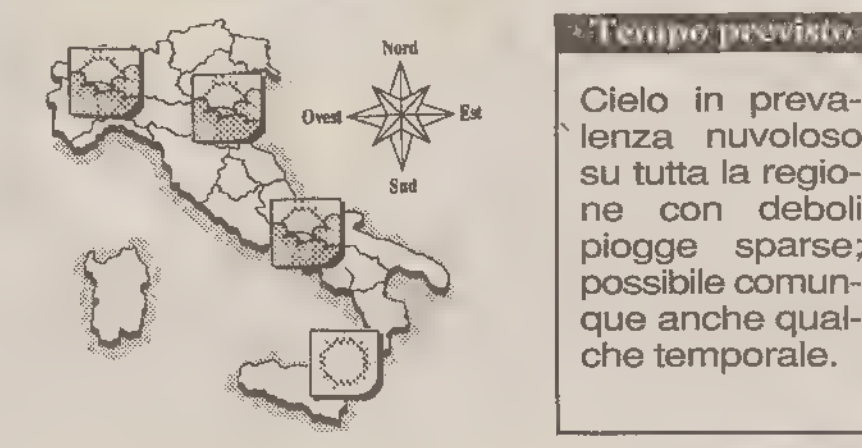 Nord
Ovest
Est
Sud
Tempo previsto
Cielo in preva-
lenza nuvoloso
su tutta la regio-
ne con deboli
piogge sparse;
possibile comun-
que anche qual-
che temporale.